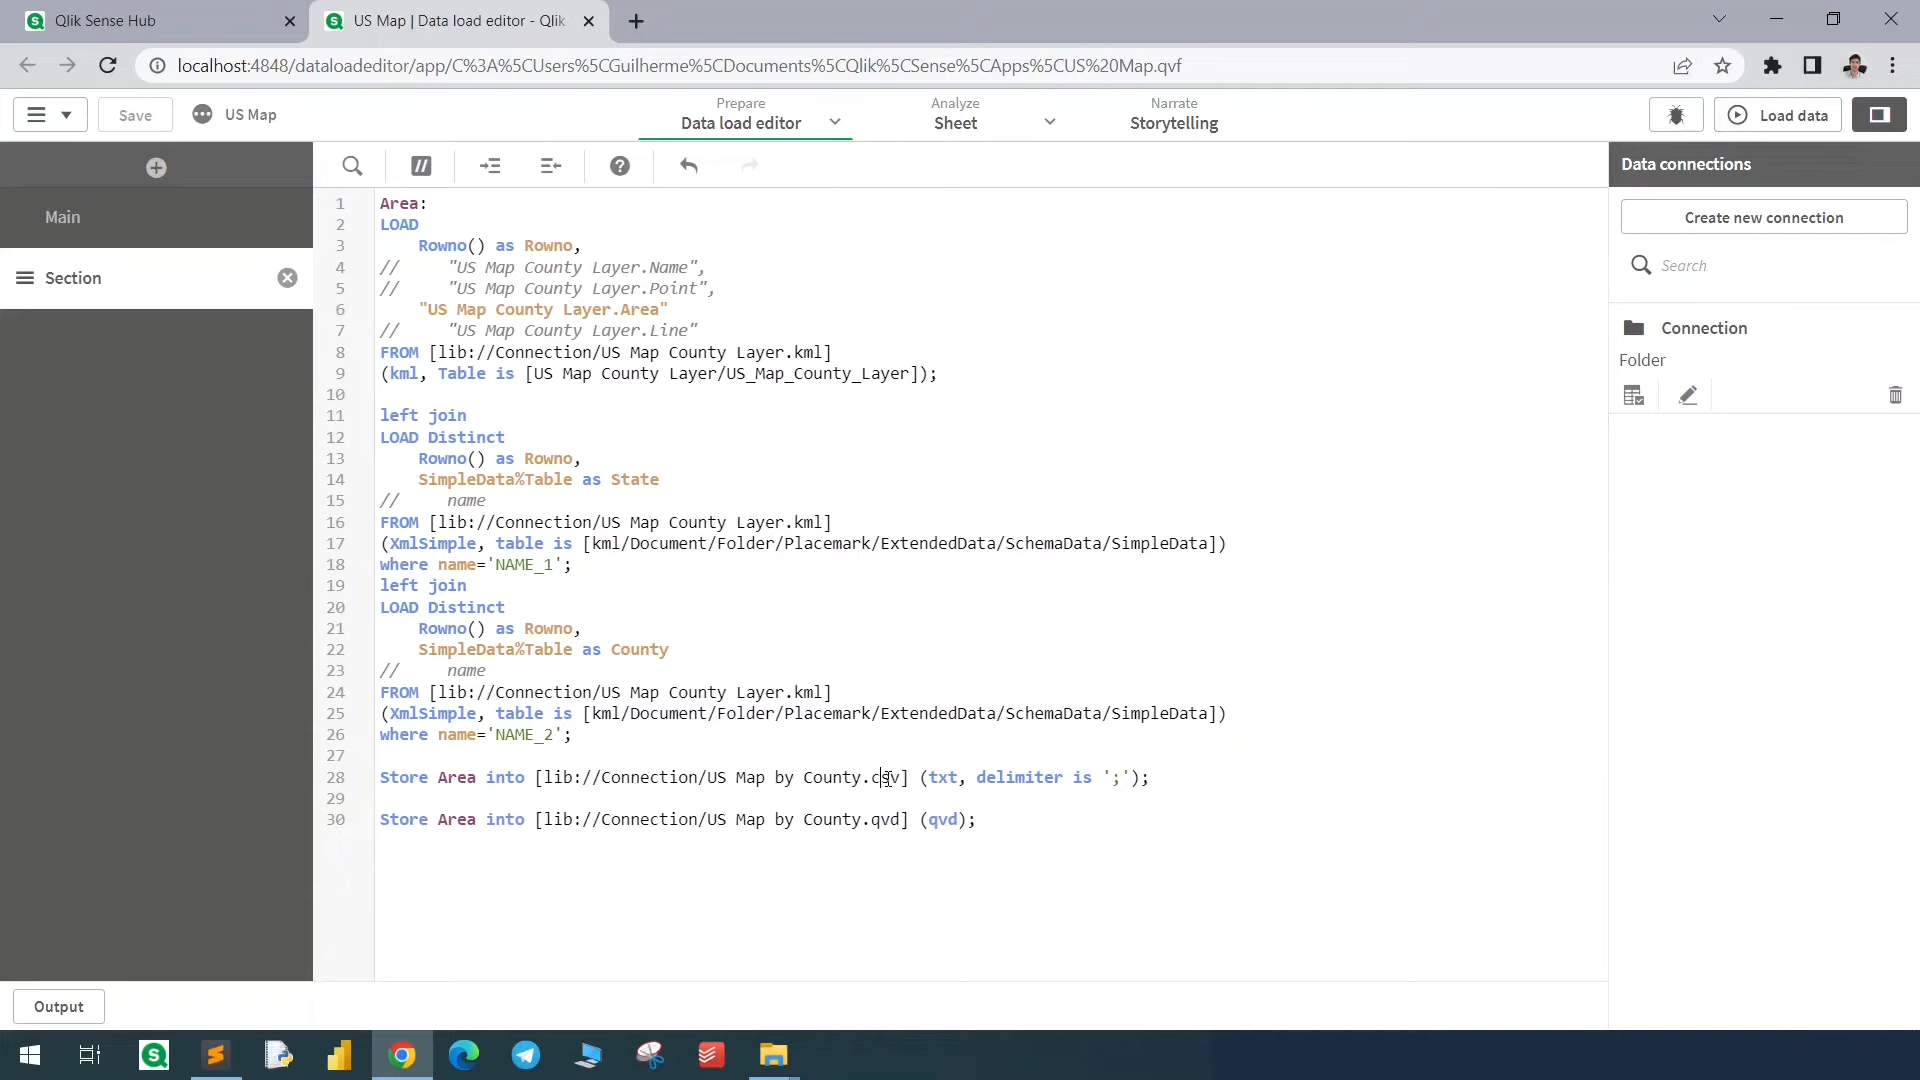 Qlik Sense Hub
US Map | Data load editor - Qlik
localhost:4848/dataloadeditor/app/C%3A%5CUsers%5CGuilherme%5CDocuments%5CQlik%5CSense%5CApps%5CUS%20Map.qvf
Save
US Map
Prepare
Data load editor
Analyze
Sheet
Narrate
Storytelling
Load data
Main
Section
//
1 Area:
2 LOAD
3 Rowno() as Rowno,
4 // "US Map County Layer.Name",
5 // "US Map County Layer.Point",
6 "US Map County Layer.Area"
7 // "US Map County Layer.Line"
8 FROM [lib://Connection/US Map County Layer.kml]
9 (kml, Table is [US Map County Layer/US_Map_County_Layer]);
10
11 left join
12 LOAD Distinct
13 Rowno() as Rowno,
14 SimpleData%Table as State
15 // name
16 FROM [lib://Connection/US Map County Layer.kml]
17 (XmlSimple, table is [kml/Document/Folder/Placemark/ExtendedData/SchemaData/SimpleData])
18 where name='NAME_1';
19 left join
20 LOAD Distinct
21 Rowno() as Rowno,
22 SimpleData%Table as County
23 // name
24 FROM [lib://Connection/US Map County Layer.kml]
25 (XmlSimple, table is [kml/Document/Folder/Placemark/ExtendedData/SchemaData/SimpleData])
26 where name='NAME_2';
27
28 Store Area into [lib://Connection/US Map by County.csv] (txt, delimiter is ';');
29
30 Store Area into [lib://Connection/US Map by County.qvd] (qvd);
Data connections
Create new connection
Search
Connection
Folder
Output